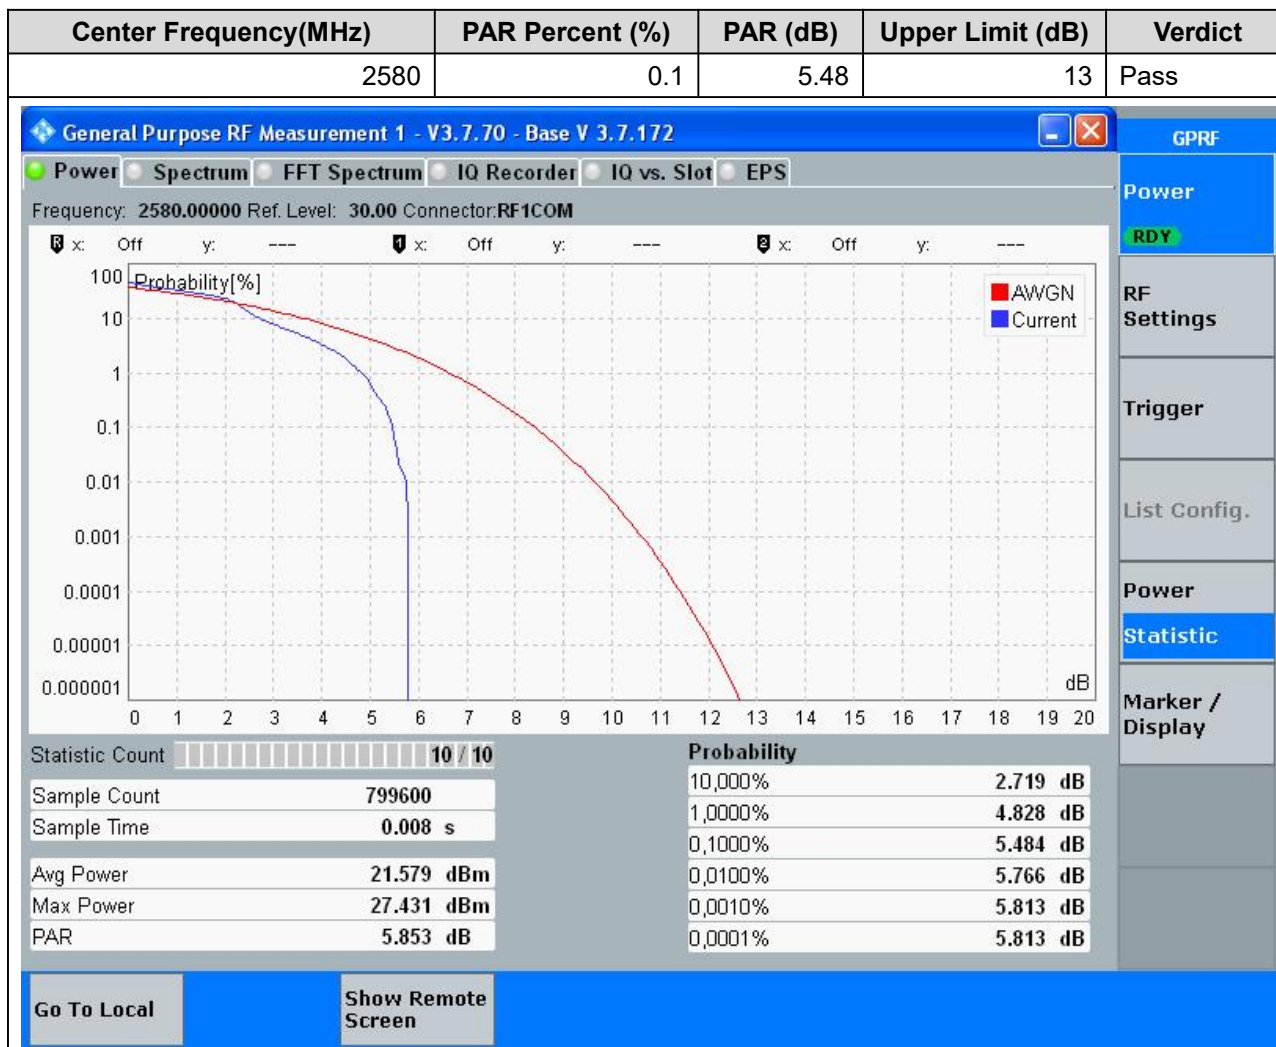 Center Frequency(MHz) PAR Percent (%) PAR (dB) Upper Limit (dB) Verdict
2580 0.1 5.48 13 Pass
General Purpose RF Measurement 1 - V3.7.70 - Base V 3.7.172
GPRF
Power Spectrum FFT Spectrum IQ Recorder IQ vs. Slot EPS
Frequency: 2580.00000 Ref. Level: 30.00 Connector:RF1COM
Power
RDY
R x: Off y: --- 1 x: Off y: --- 2 x: Off y: ---
Probability[%]
AWGN
Current
100
10
1
0.1
0.01
0.001
0.0001
0.00001
0.000001
dB
0 1 2 3 4 5 6 7 8 9 10 11 12 13 14 15 16 17 18 19 20
RF
Settings
Trigger
List Config.
Power
Statistic
Marker /
Display
Statistic Count 10 / 10
Sample Count 799600
Sample Time 0.008 s
Avg Power 21.579 dBm
Max Power 27.431 dBm
PAR 5.853 dB
Probability
10,000% 2.719 dB
1,0000% 4.828 dB
0,1000% 5.484 dB
0,0100% 5.766 dB
0,0010% 5.813 dB
0,0001% 5.813 dB
Go To Local
Show Remote
Screen